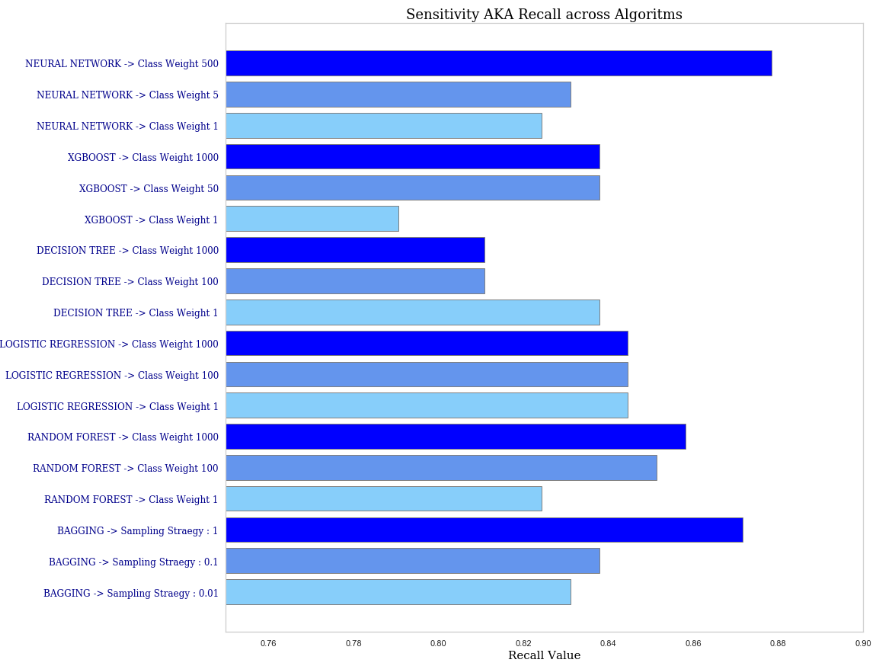 Sensitivity AKA Recall across Algoritms
NEURAL NETWORK -> Class Weight 500
NEURAL NETWORK -> Class Weight 5
NEURAL NETWORK -> Class Weight 1
XGBOOST -> Class Weight 1000
XGBOOST -> Class Weight 50
XGBOOST -> Class Weight 1
DECISION TREE -> Class Weight 1000
DECISION TREE -> Class Weight 100
DECISION TREE -> Class Weight 1
LOGISTIC REGRESSION -> Class Weight 1000
LOGISTIC REGRESSION -> Class Weight 100
LOGISTIC REGRESSION -> Class Weight 1
RANDOM FOREST -> Class Weight 1000
RANDOM FOREST -> Class Weight 100
RANDOM FOREST -> Class Weight 1
BAGGING -> Sampling Straegy : 1
BAGGING -> Sampling Straegy : 0.1
BAGGING -> Sampling Straegy : 0.01
0.76 0.78 0.80 0.82 0.84 0.86 0.88 0.90
Recall Value